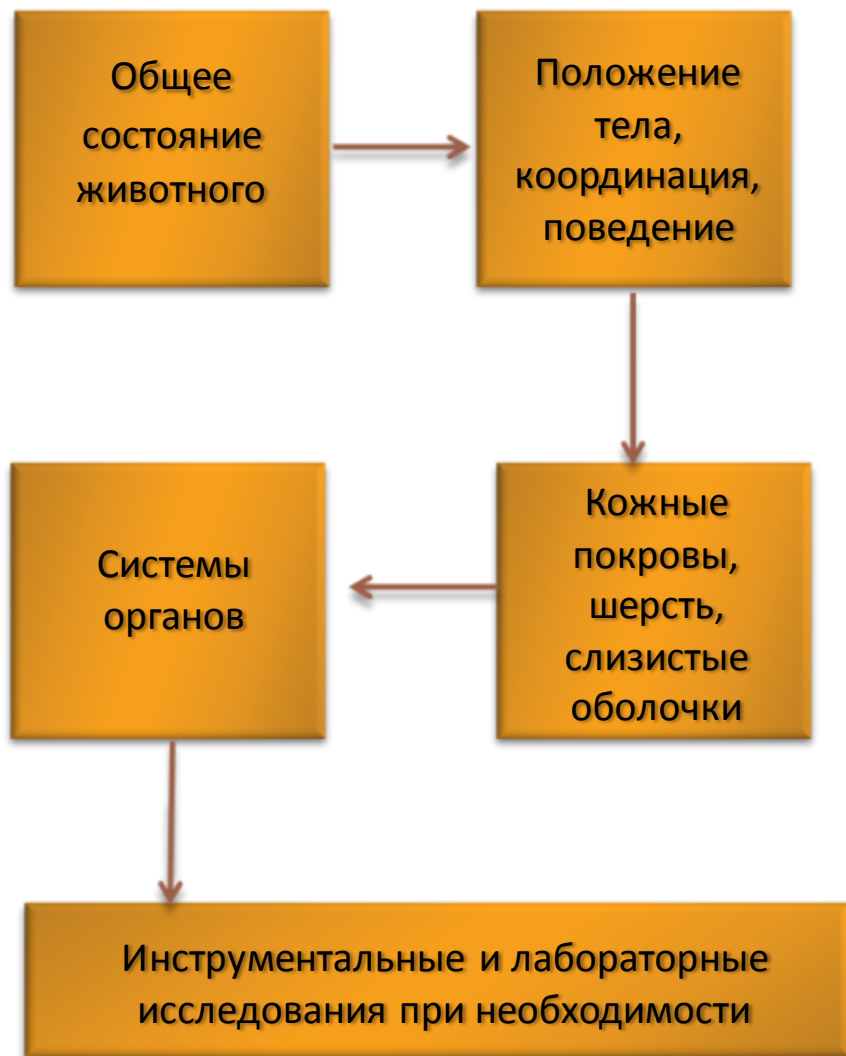 Общее
состояние
животного
Положение
тела,
координация,
поведение
Кожные
покровы,
шерсть,
слизистые
оболочки
Системы
органов
Инструментальные и лабораторные
исследования при необходимости